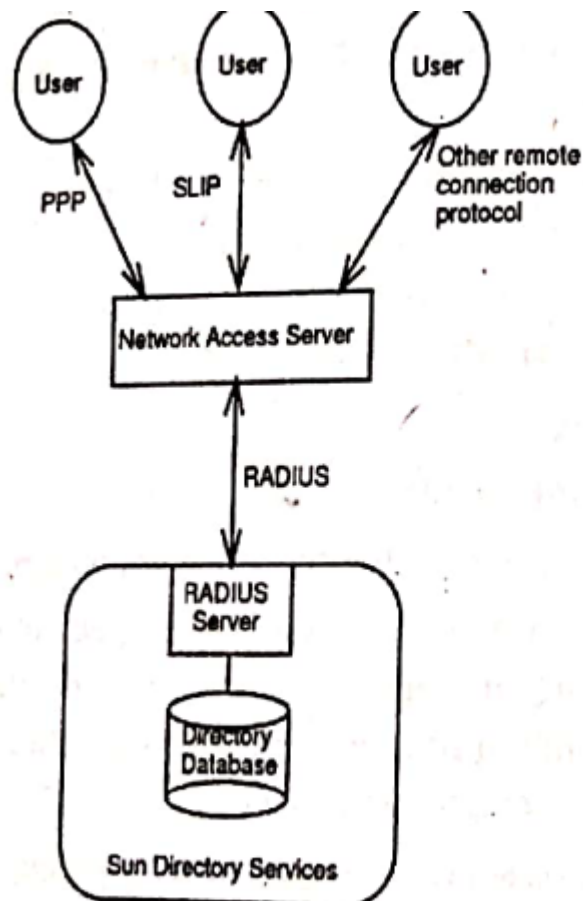 User
User
User
PPP
SLIP
Other remote
connection
protocol
Network Access Server
RADIUS
RADIUS
Server
Directory
Database
Sun Directory Services